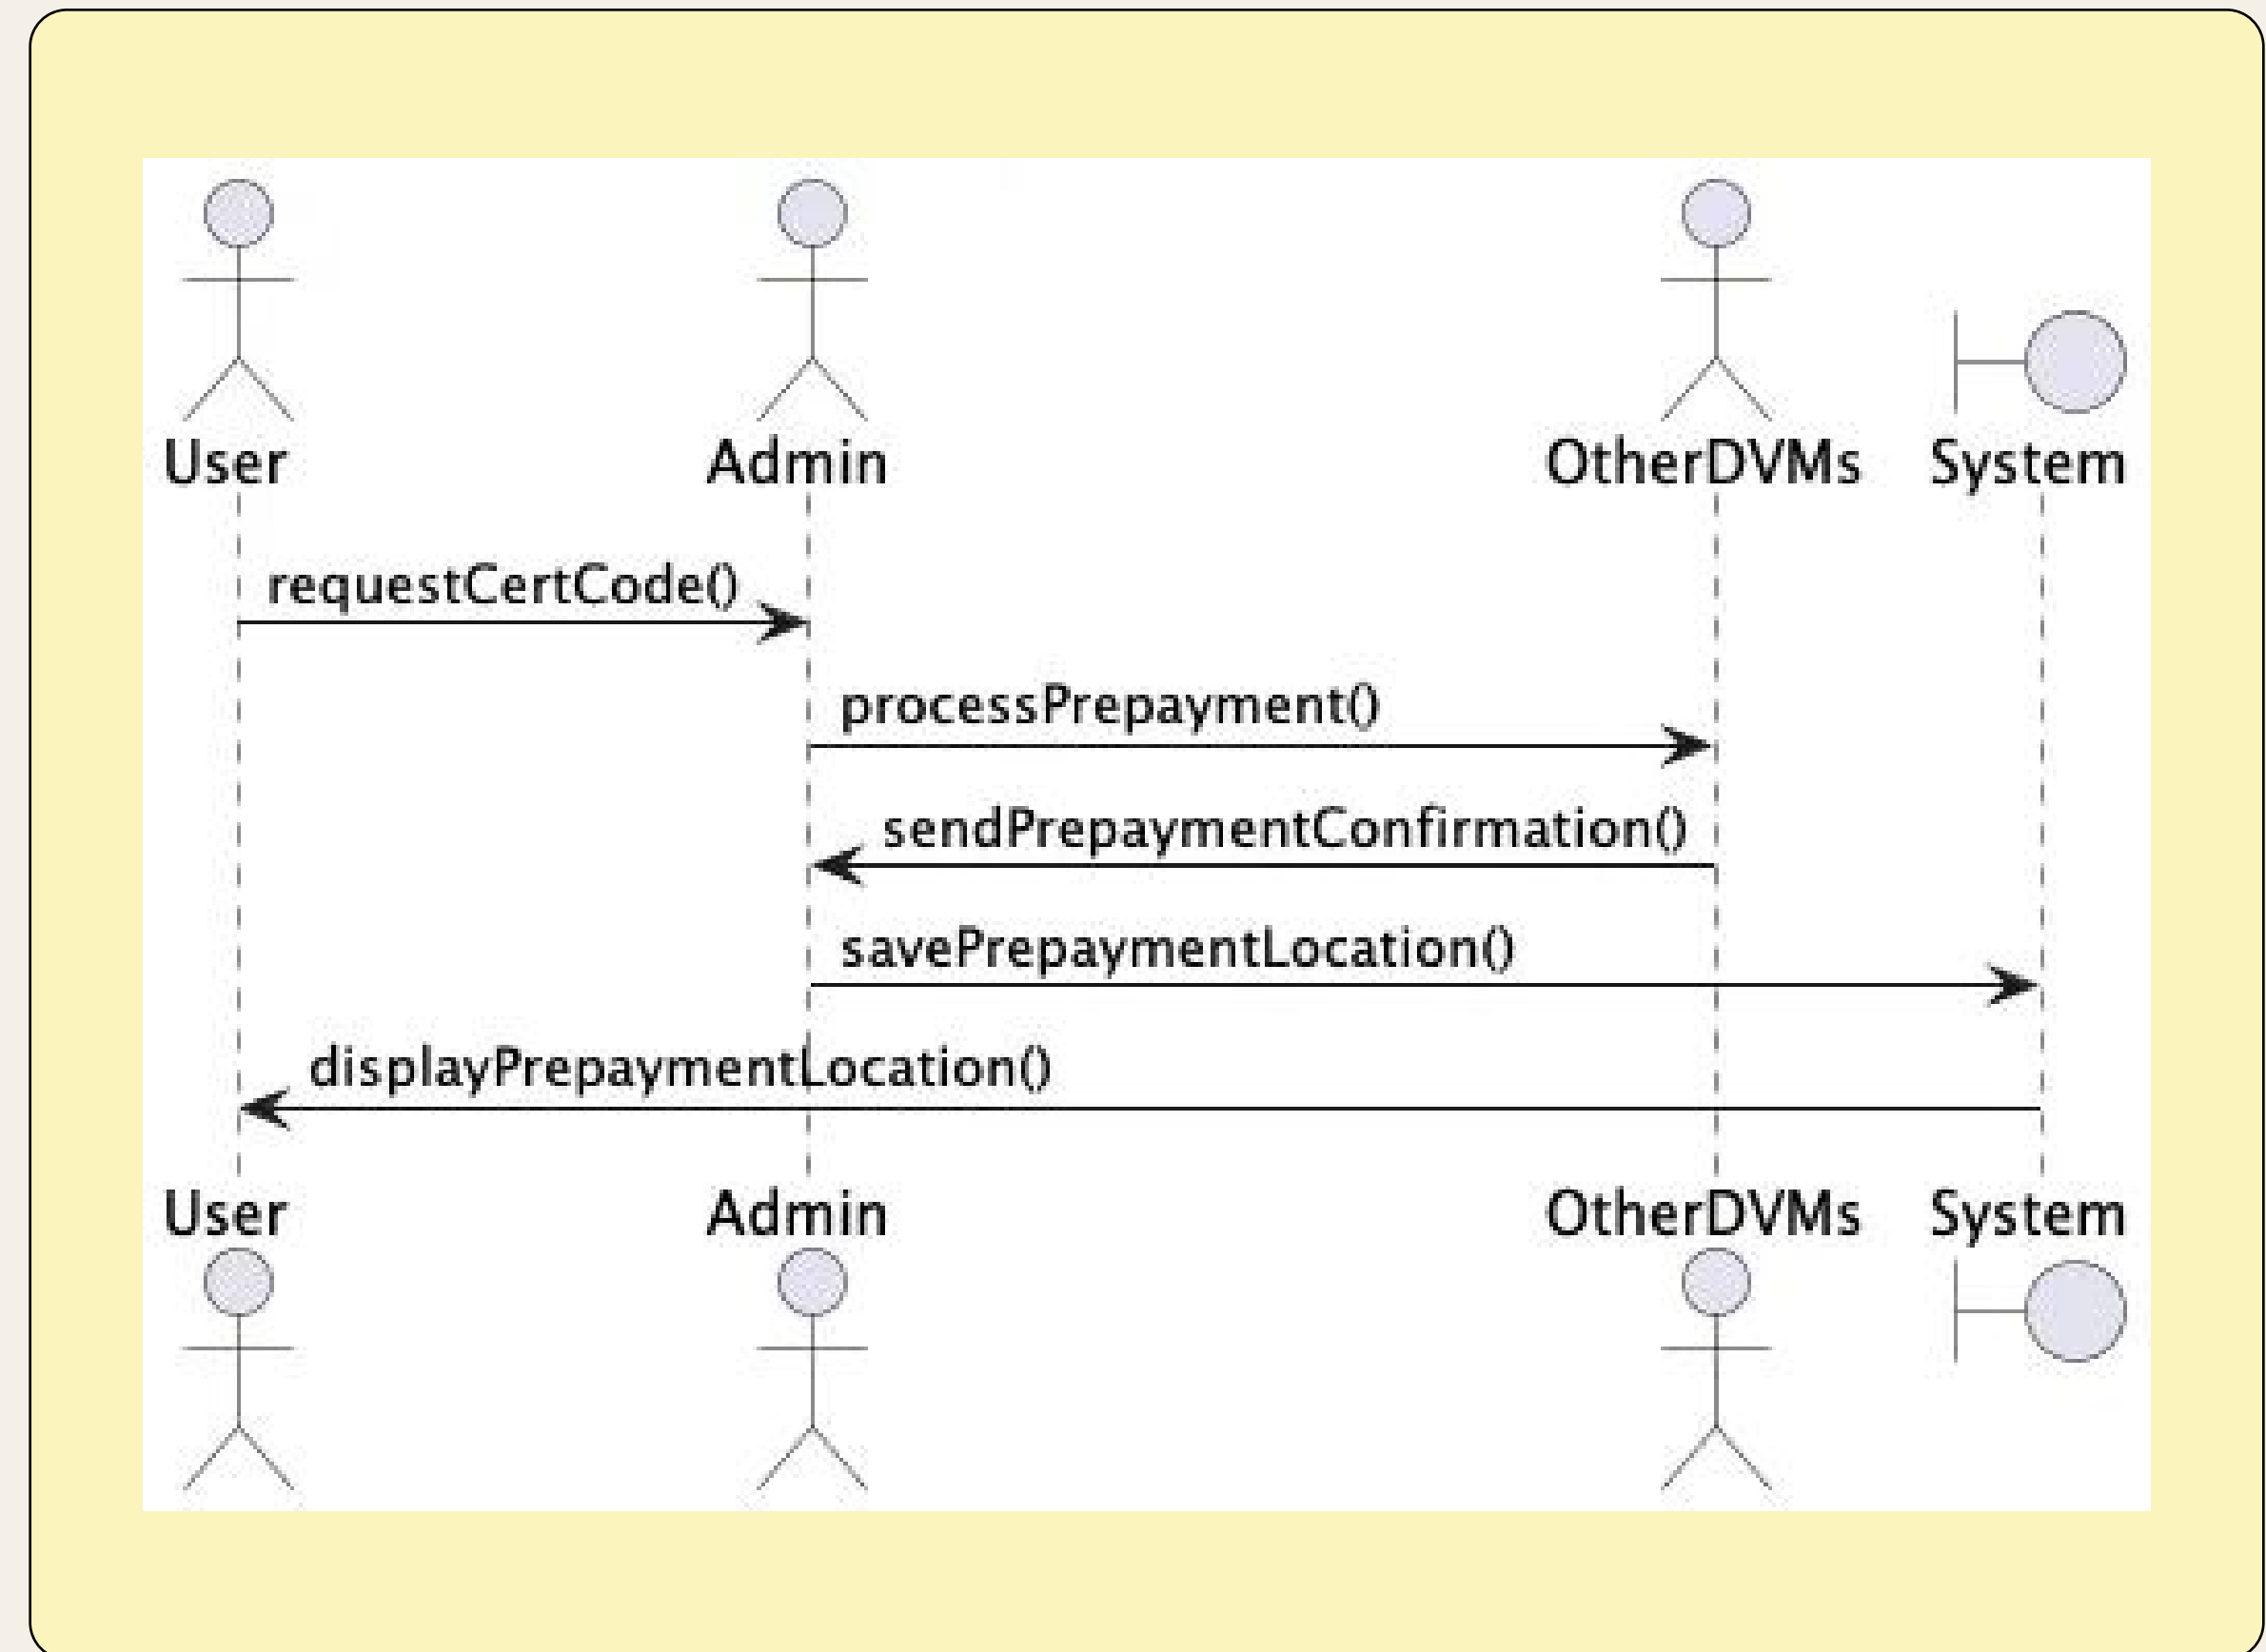 User Admin OtherDVMs System
requestCertCode()
processPrepayment()
sendPrepaymentConfirmation()
savePrepaymentLocation()
displayPrepaymentLocation()
User Admin OtherDVMs System